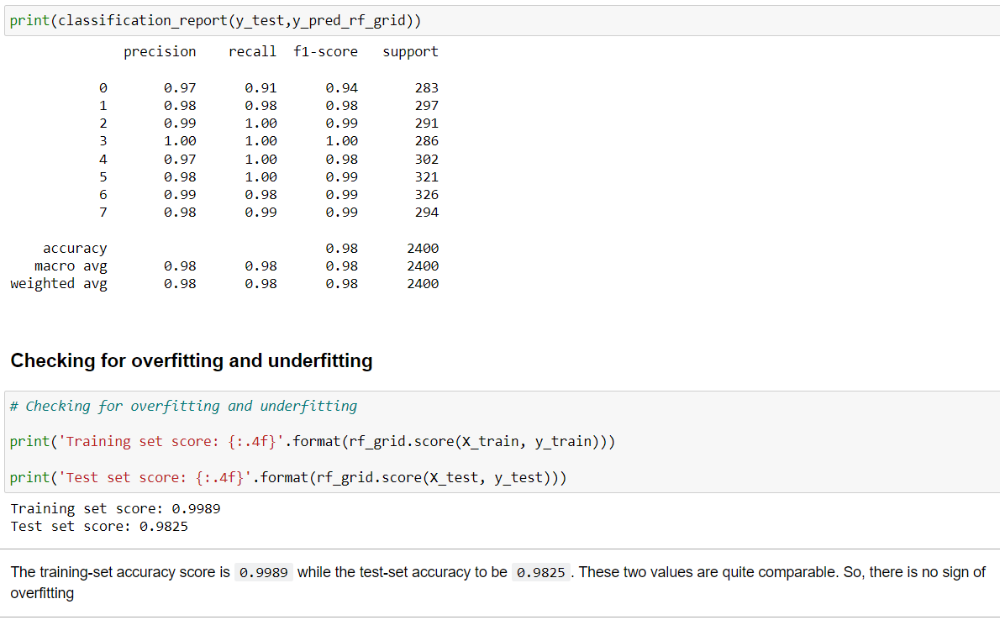 print(classification_report(y_test,y_pred_rf_grid))
precision recall f1-score support
0 0.97 0.91 0.94 283
1 0.98 0.98 0.98 297
2 0.99 1.00 0.99 291
3 1.00 1.00 1.00 286
4 0.97 1.00 0.98 302
5 0.98 1.00 0.99 321
6 0.99 0.98 0.99 326
7 0.98 0.99 0.99 294
accuracy 0.98 2400
macro avg 0.98 0.98 0.98 2400
weighted avg 0.98 0.98 0.98 2400
Checking for overfitting and underfitting
# Checking for overfitting and underfitting
print('Training set score: {:.4f}'.format(rf_grid.score(X_train, y_train)))
print('Test set score: {:.4f}'.format(rf_grid.score(X_test, y_test)))
Training set score: 0.9989
Test set score: 0.9825
The training-set accuracy score is 0.9989 while the test-set accuracy to be 0.9825 . These two values are quite comparable. So, there is no sign of
overfitting